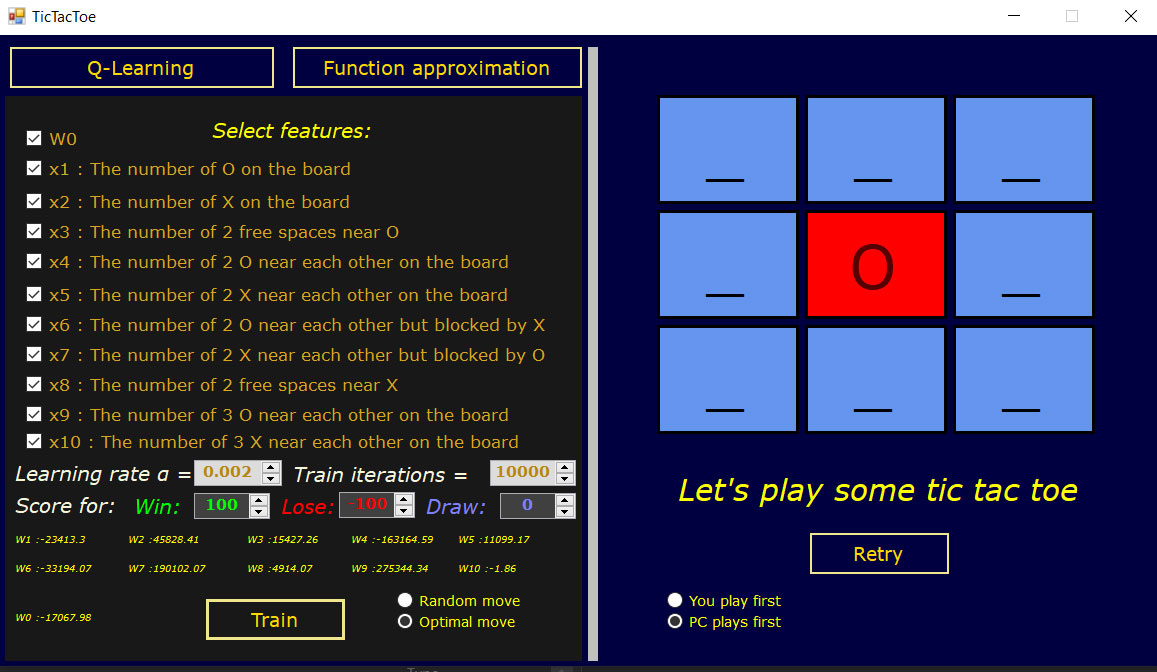 TicTacToe
Q-Learning
Function approximation
Select features:
W0
x1 : The number of O on the board
x2 : The number of X on the board
x3 : The number of 2 free spaces near O
x4 : The number of 2 O near each other on the board
x5 : The number of 2 X near each other on the board
x6 : The number of 2 O near each other but blocked by X
x7 : The number of 2 X near each other but blocked by O
x8 : The number of 2 free spaces near X
x9 : The number of 3 O near each other on the board
x10 : The number of 3 X near each other on the board
Learning rate α = 0.002 Train iterations = 10000
Score for: Win: 100 Lose: -100 Draw: 0
W1 :-23413.3 W2 :45828.41 W3 :15427.26 W4 :-163164.59 W5 :11099.17
W6 :-33194.07 W7 :190102.07 W8 :4914.07 W9 :275344.34 W10 :-1.86
W0 :-17067.98
Train
Random move
Optimal move
_ _ _
_ O _
_ _ _
Let's play some tic tac toe
Retry
You play first
PC plays first